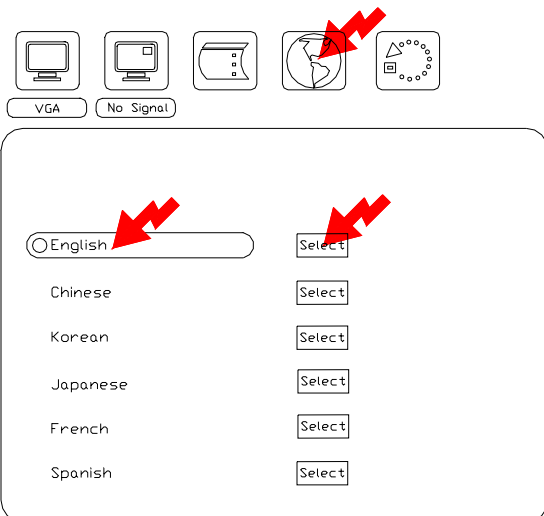 VGA No Signal
English Select
Chinese Select
Korean Select
Japanese Select
French Select
Spanish Select